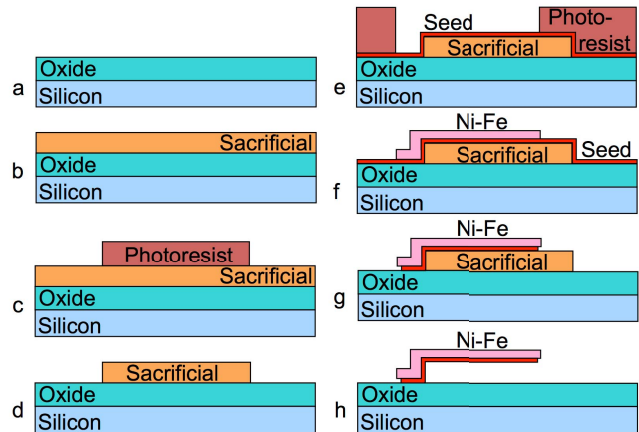 a
Oxide
Silicon
b
Sacrificial
Oxide
Silicon
c
Photoresist
Sacrificial
Oxide
Silicon
d
Sacrificial
Oxide
Silicon
e
Seed
Photo-
resist
Sacrificial
Oxide
Silicon
f
Ni-Fe
Sacrificial
Seed
Oxide
Silicon
g
Ni-Fe
Sacrificial
Oxide
Silicon
h
Ni-Fe
Oxide
Silicon